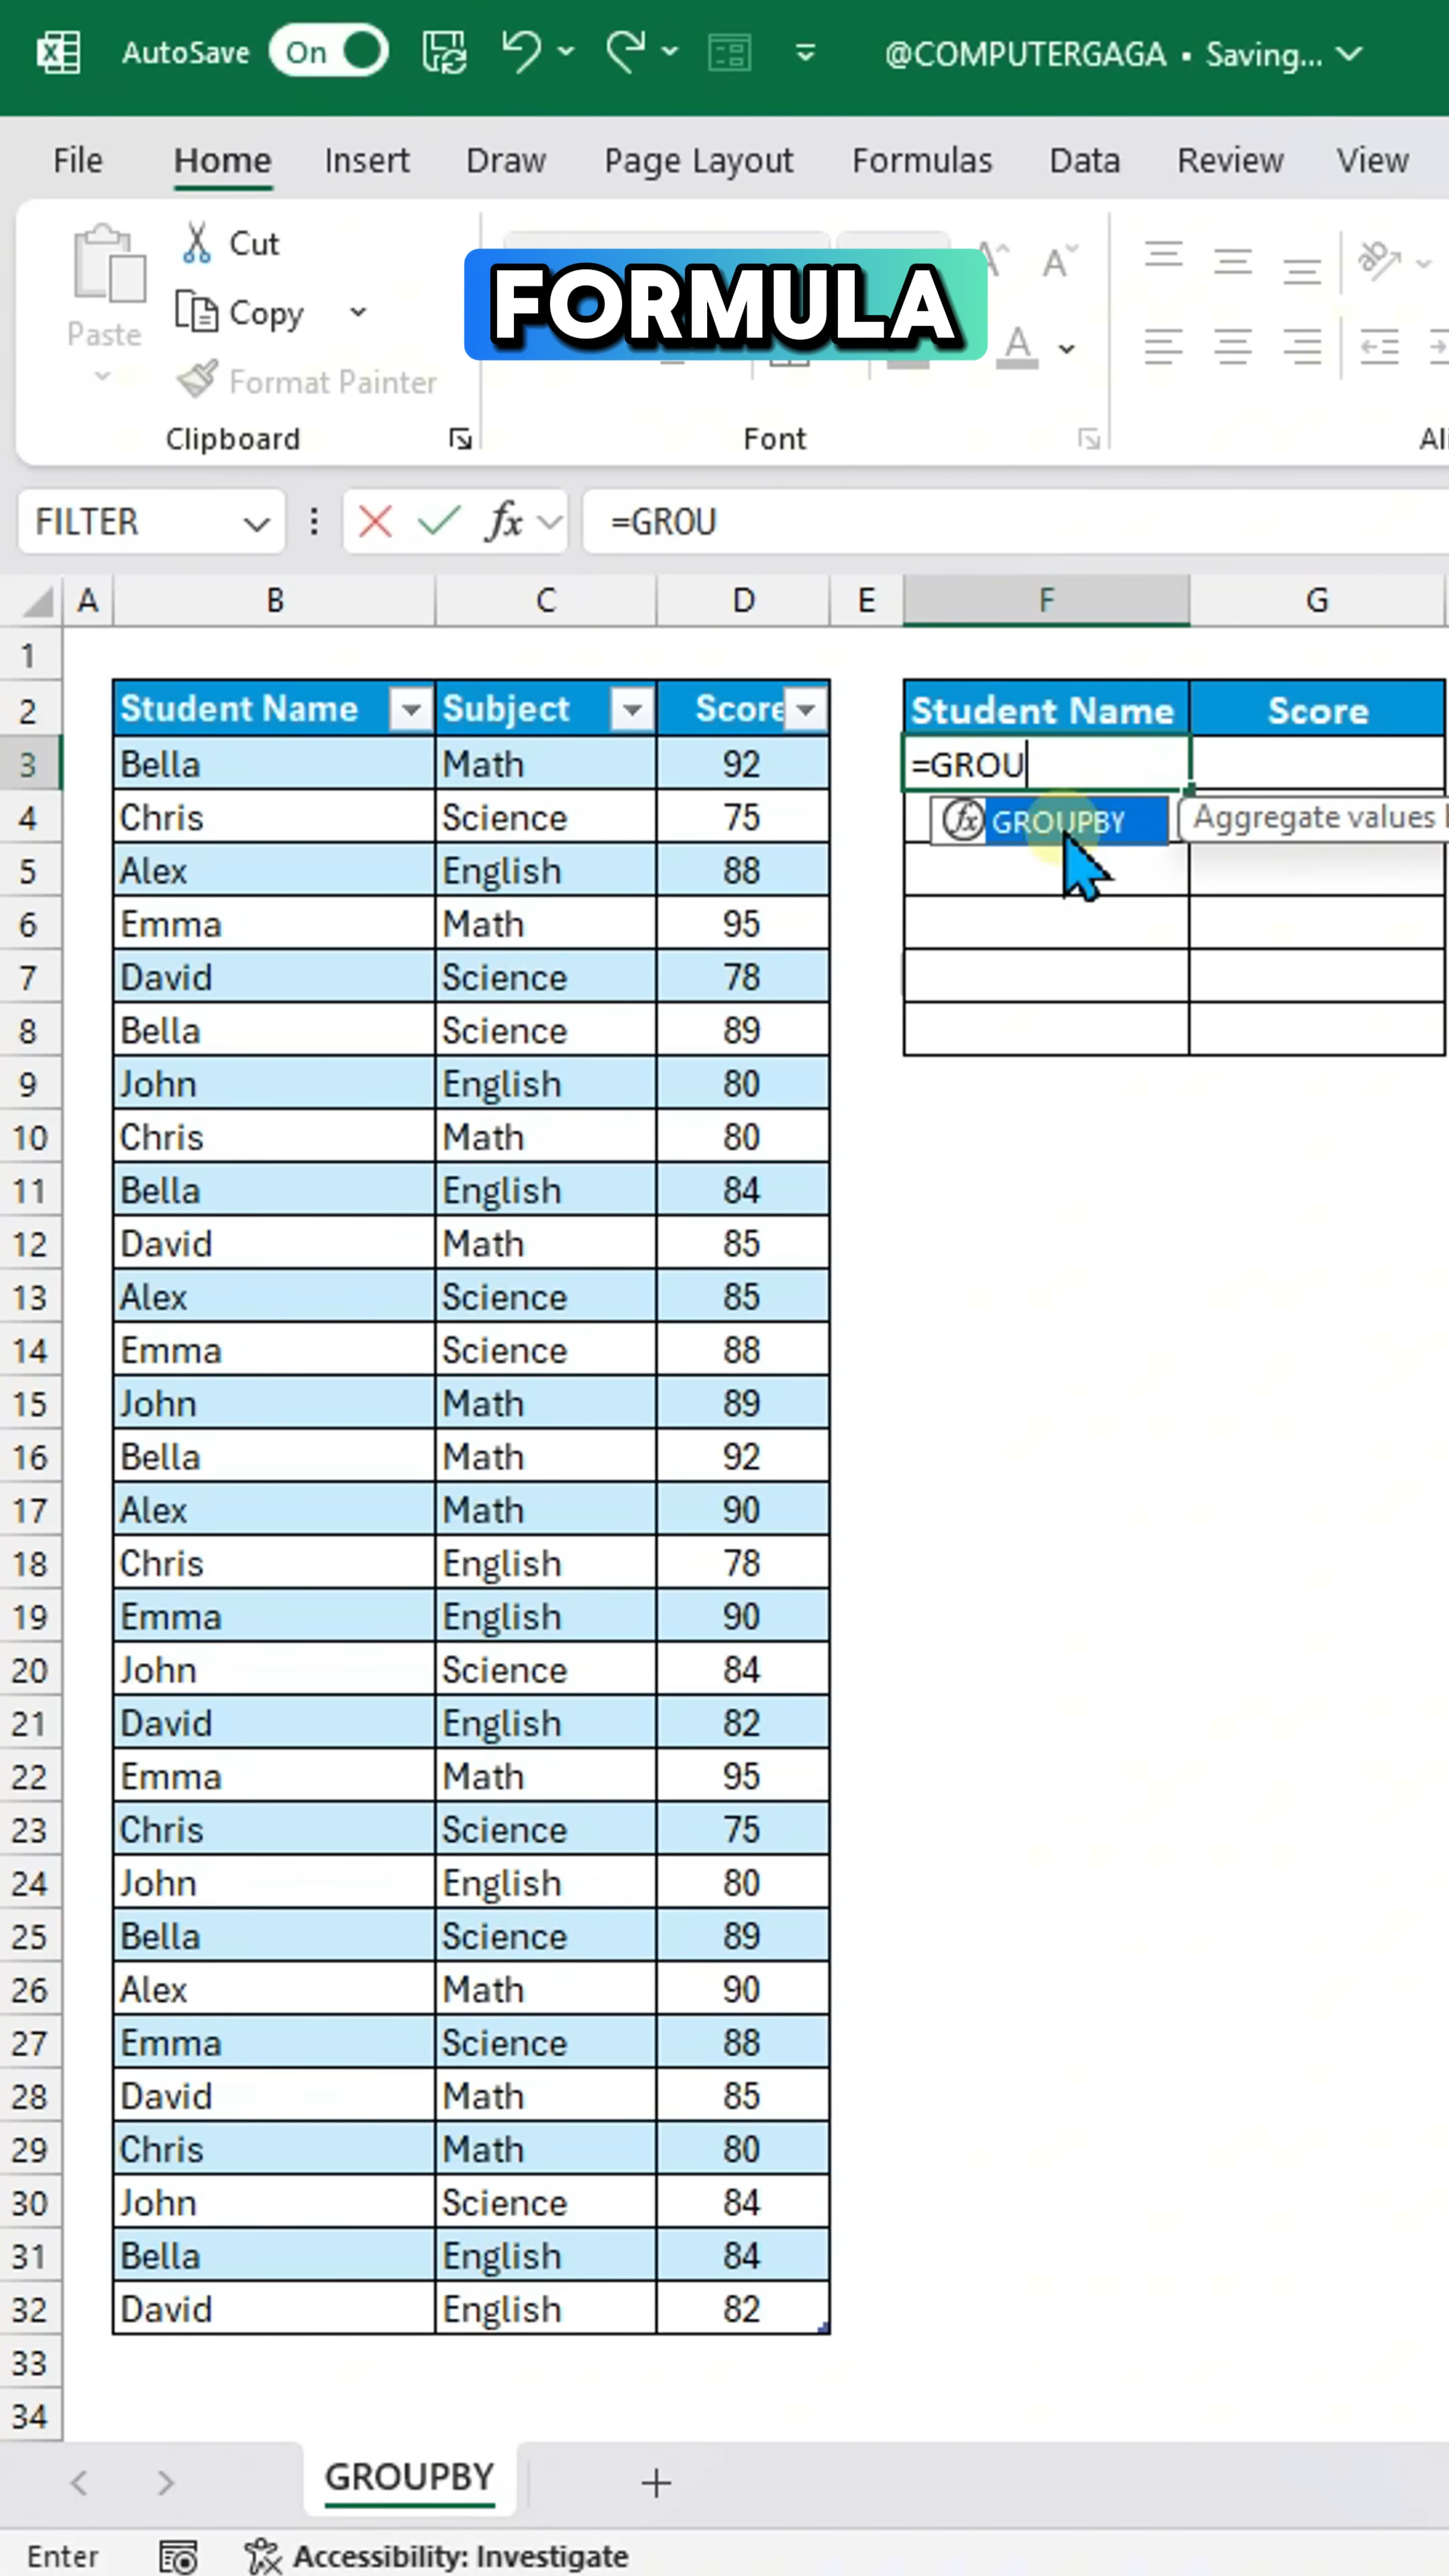 AutoSave On @COMPUTERGAGA • Saving...
File Home Insert Draw Page Layout Formulas Data Review View
Paste
Cut
Copy
Format Painter
Clipboard
FORMULA
Font
Ali
FILTER fx =GROU
A B C D E F G
1
2 Student Name Subject Score Student Name Score
3 Bella Math 92 =GROU
4 Chris Science 75 fx GROUPBY Aggregate values
5 Alex English 88
6 Emma Math 95
7 David Science 78
8 Bella Science 89
9 John English 80
10 Chris Math 80
11 Bella English 84
12 David Math 85
13 Alex Science 85
14 Emma Science 88
15 John Math 89
16 Bella Math 92
17 Alex Math 90
18 Chris English 78
19 Emma English 90
20 John Science 84
21 David English 82
22 Emma Math 95
23 Chris Science 75
24 John English 80
25 Bella Science 89
26 Alex Math 90
27 Emma Science 88
28 David Math 85
29 Chris Math 80
30 John Science 84
31 Bella English 84
32 David English 82
33
34
GROUPBY
Enter Accessibility: Investigate